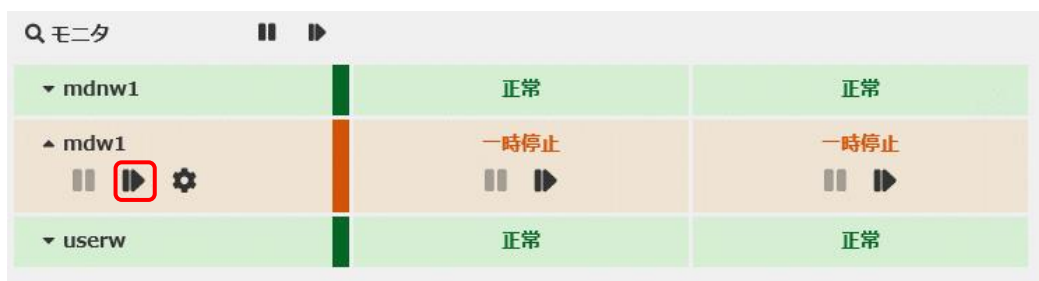 モニタ
mdnw1 正常 正常
mdw1 一時停止 一時停止
userw 正常 正常